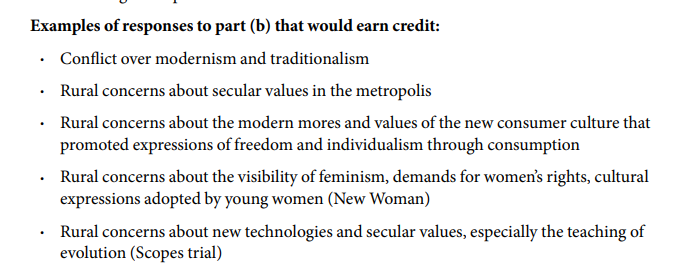 Examples of responses to part (b) that would earn credit:
• Conflict over modernism and traditionalism
• Rural concerns about secular values in the metropolis
• Rural concerns about the modern mores and values of the new consumer culture that
promoted expressions of freedom and individualism through consumption
• Rural concerns about the visibility of feminism, demands for women's rights, cultural
expressions adopted by young women (New Woman)
• Rural concerns about new technologies and secular values, especially the teaching of
evolution (Scopes trial)